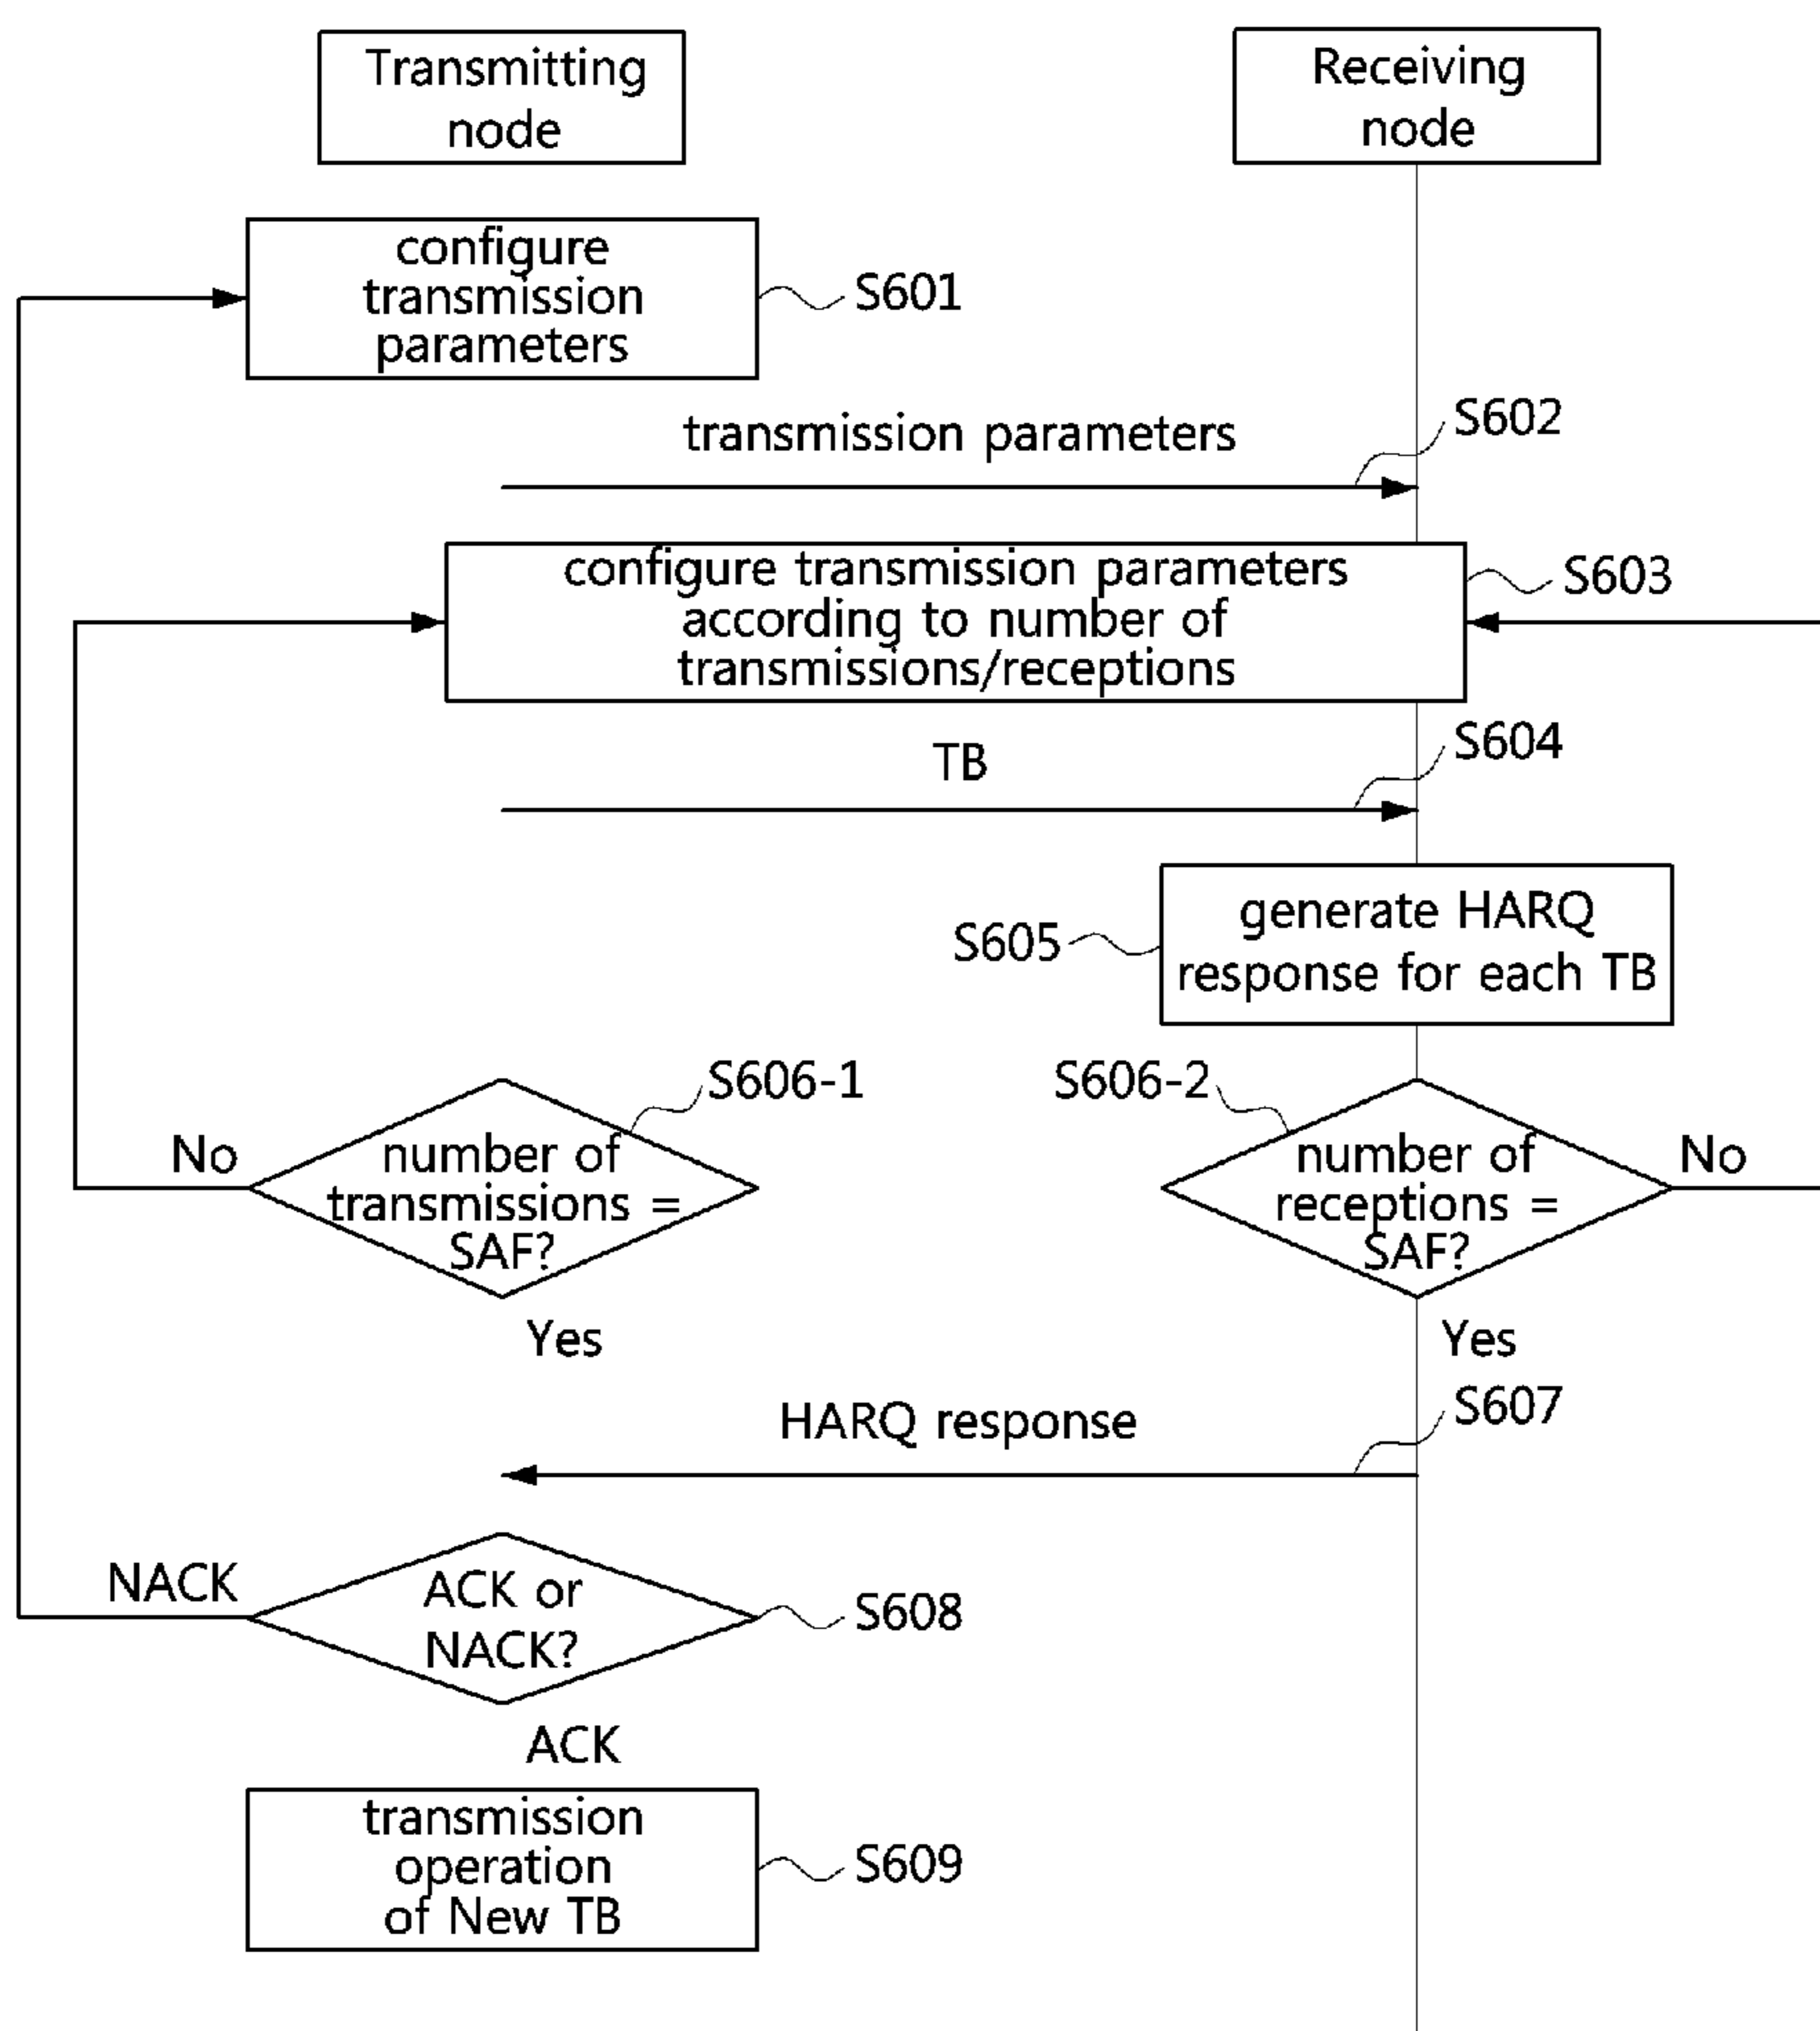 Transmitting
node
Receiving
node
configure
transmission
parameters
S601
transmission parameters
S602
configure transmission parameters
according to number of
transmissions/receptions
S603
TB
S604
generate HARQ
response for each TB
S605
S606-1
number of
transmissions =
SAF?
No
Yes
S606-2
number of
receptions =
SAF?
No
Yes
HARQ response
S607
ACK or
NACK?
NACK
S608
ACK
transmission
operation
of New TB
S609